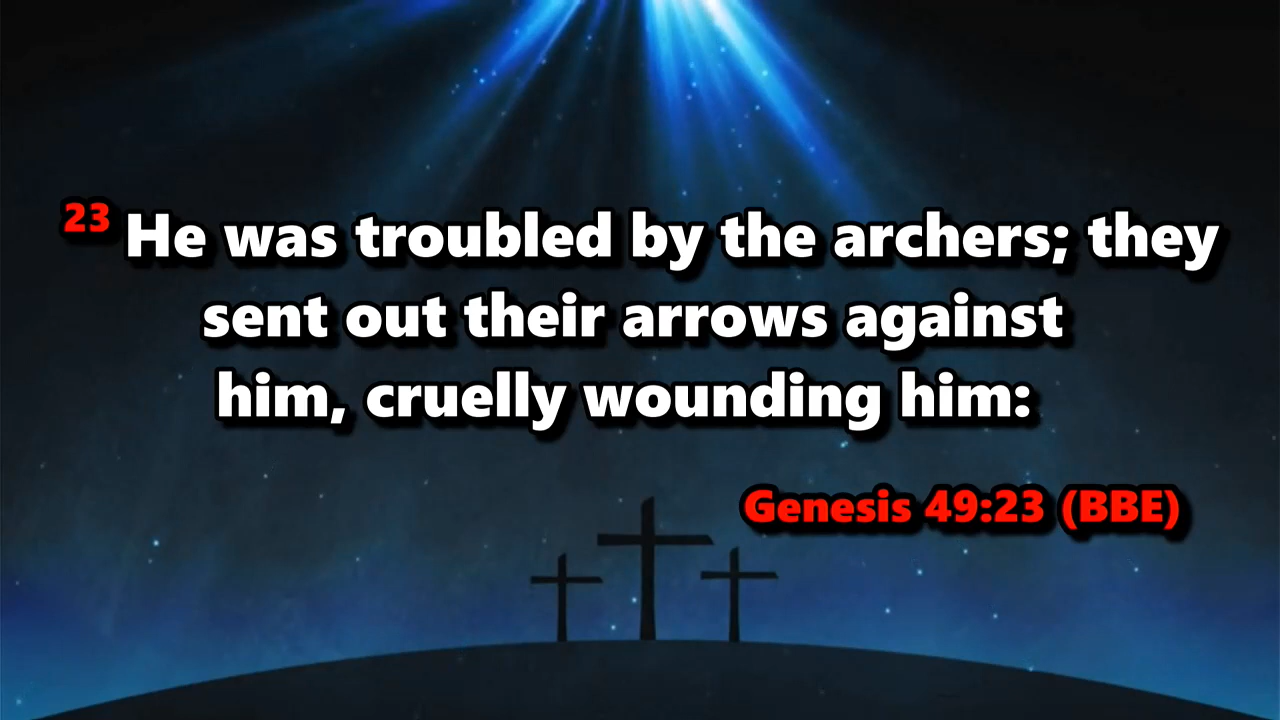 23 He was troubled by the archers; they
sent out their arrows against
him, cruelly wounding him:
Genesis 49:23 (BBE)